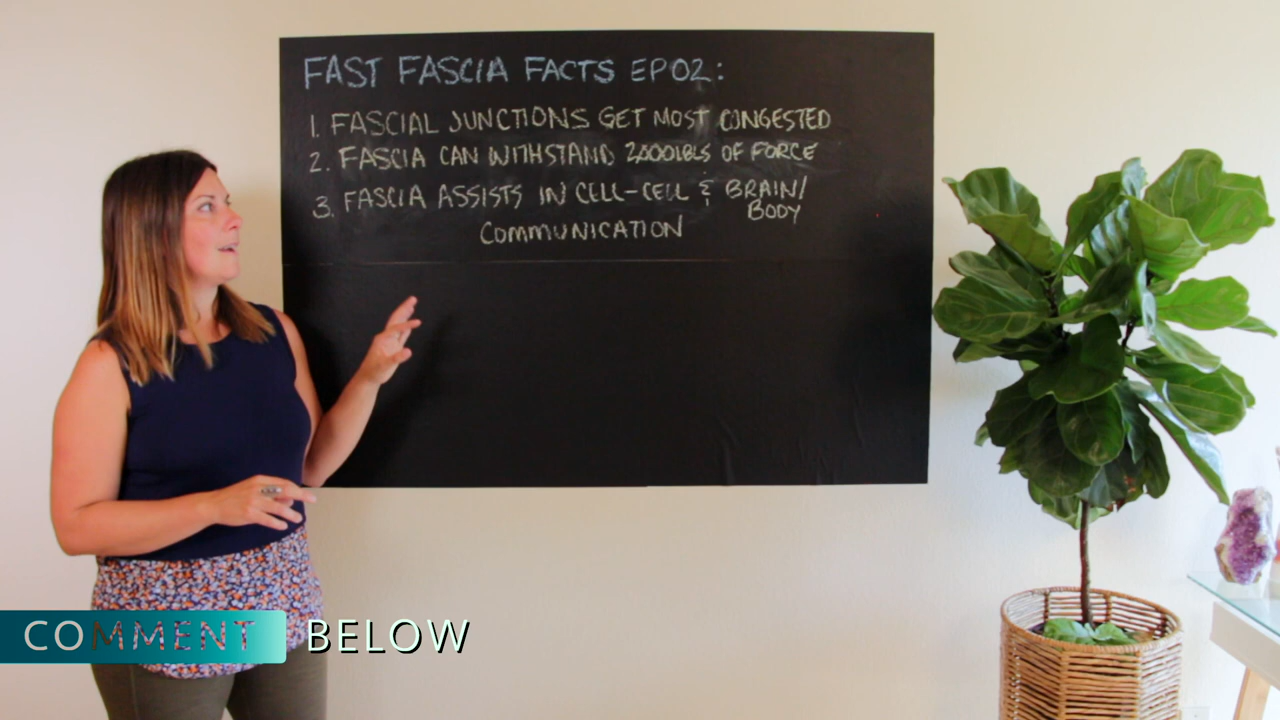 FAST FASCIA FACTS EP02:
1. FASCIAL JUNCTIONS GET MOST CONGESTED
2. FASCIA CAN WITHSTAND 2000lbs OF FORCE
3. FASCIA ASSISTS IN CELL-CELL & BRAIN/
BODY
COMMUNICATION
COMMENT BELOW